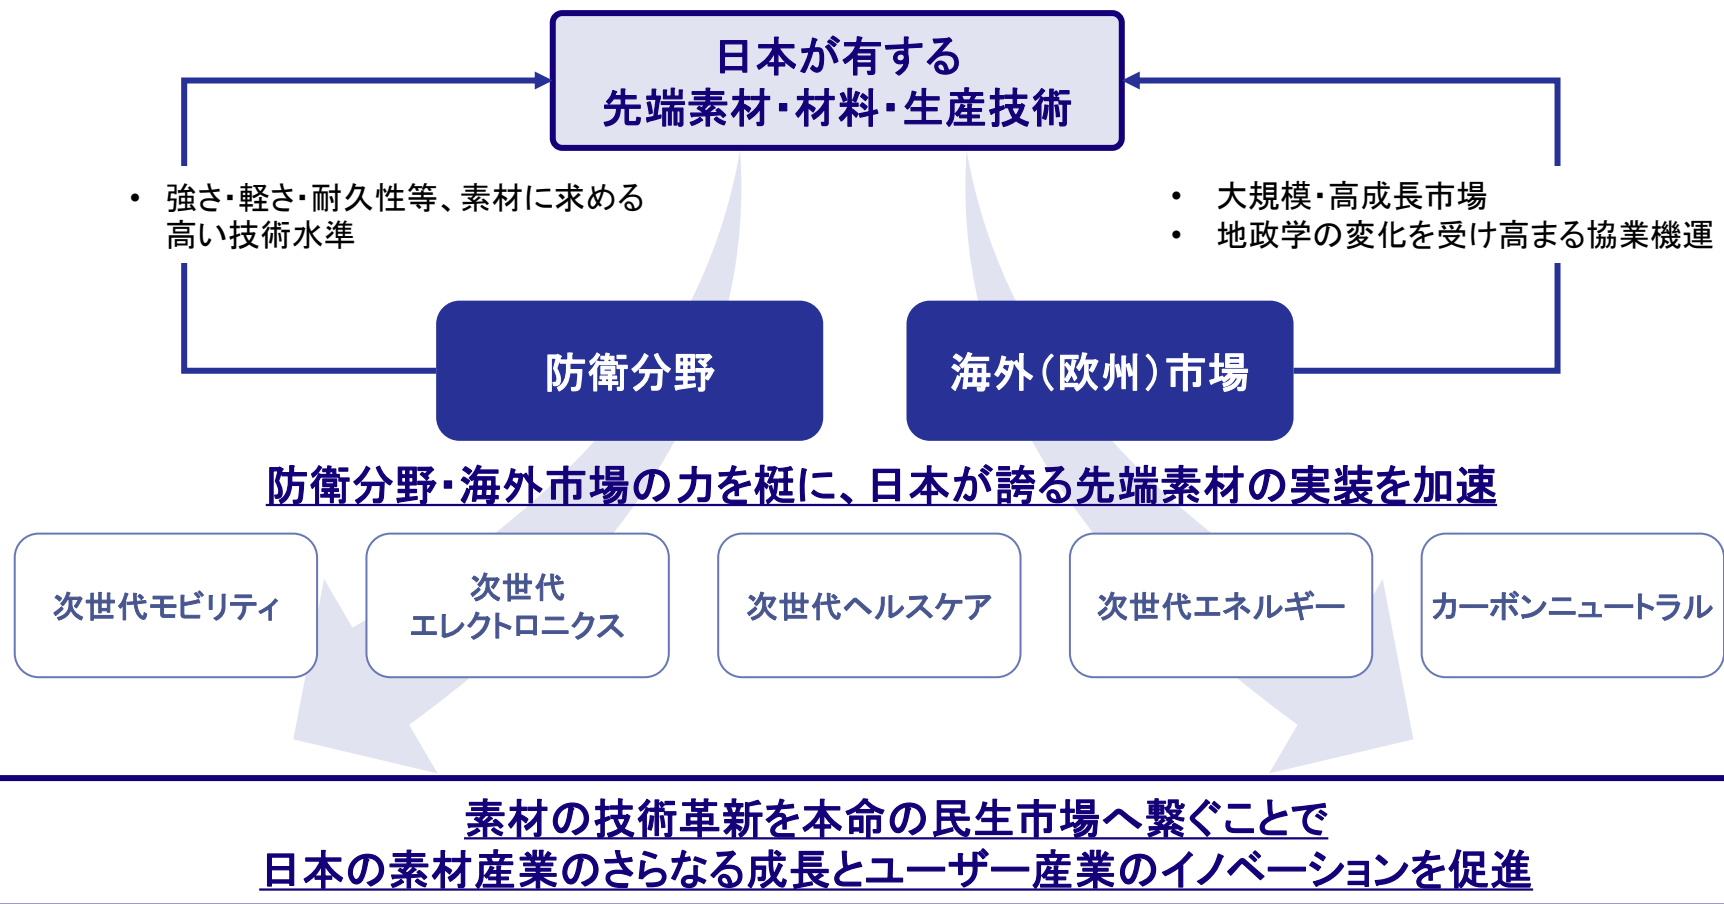 日本が有する
先端素材・材料・生産技術
• 強さ・軽さ・耐久性等、素材に求める
高い技術水準
• 大規模・高成長市場
• 地政学の変化を受け高まる協業機運
防衛分野
海外（欧州）市場
防衛分野・海外市場の力を梃に、日本が誇る先端素材の実装を加速
次世代モビリティ
次世代
エレクトロニクス
次世代ヘルスケア
次世代エネルギー
カーボンニュートラル
素材の技術革新を本命の民生市場へ繋ぐことで
日本の素材産業のさらなる成長とユーザー産業のイノベーションを促進